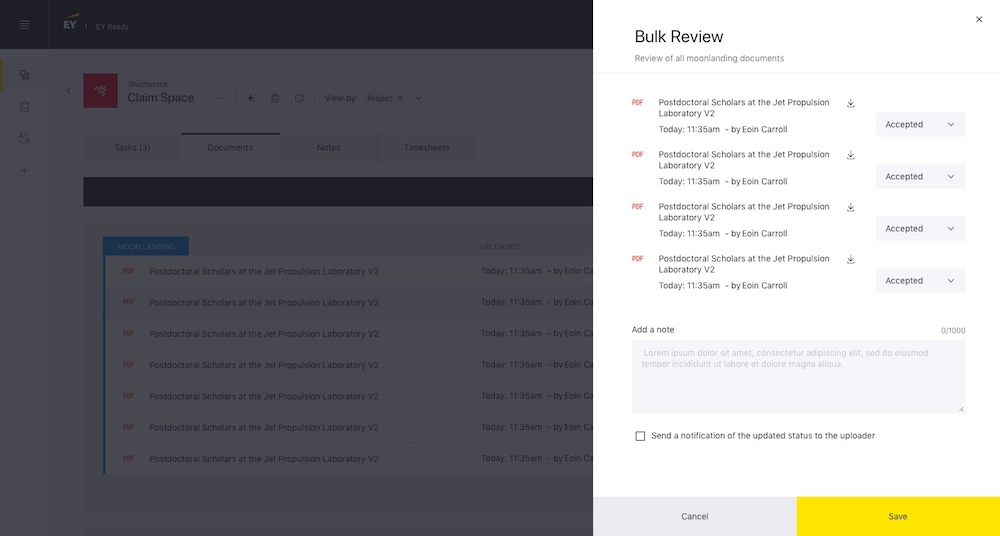 EY
EY Ready
Shutterock
Claim Space
View by: Project
Tasks (3) Documents Notes Timesheets
MOON LANDING UPLOADED
PDF Postdoctoral Scholars at the Jet Propulsion Laboratory V2 Today: 11:35am - by Eoin Carro
PDF Postdoctoral Scholars at the Jet Propulsion Laboratory V2 Today: 11:35am - by Eoin Carro
PDF Postdoctoral Scholars at the Jet Propulsion Laboratory V2 Today: 11:35am - by Eoin Carro
PDF Postdoctoral Scholars at the Jet Propulsion Laboratory V2 Today: 11:35am - by Eoin Carro
PDF Postdoctoral Scholars at the Jet Propulsion Laboratory V2 Today: 11:35am - by Eoin Carro
PDF Postdoctoral Scholars at the Jet Propulsion Laboratory V2 Today: 11:35am - by Eoin Carro
PDF Postdoctoral Scholars at the Jet Propulsion Laboratory V2 Today: 11:35am - by Eoin Carro
Bulk Review
Review of all moonlanding documents
PDF Postdoctoral Scholars at the Jet Propulsion
Laboratory V2
Today: 11:35am - by Eoin Carroll
Accepted
PDF Postdoctoral Scholars at the Jet Propulsion
Laboratory V2
Today: 11:35am - by Eoin Carroll
Accepted
PDF Postdoctoral Scholars at the Jet Propulsion
Laboratory V2
Today: 11:35am - by Eoin Carroll
Accepted
PDF Postdoctoral Scholars at the Jet Propulsion
Laboratory V2
Today: 11:35am - by Eoin Carroll
Accepted
Add a note 0/1000
Lorem ipsum dolor sit amet, consectetur adipiscing elit, sed do eiusmod
tempor incididunt ut labore et dolore magna aliqua.
Send a notification of the updated status to the uploader
Cancel Save